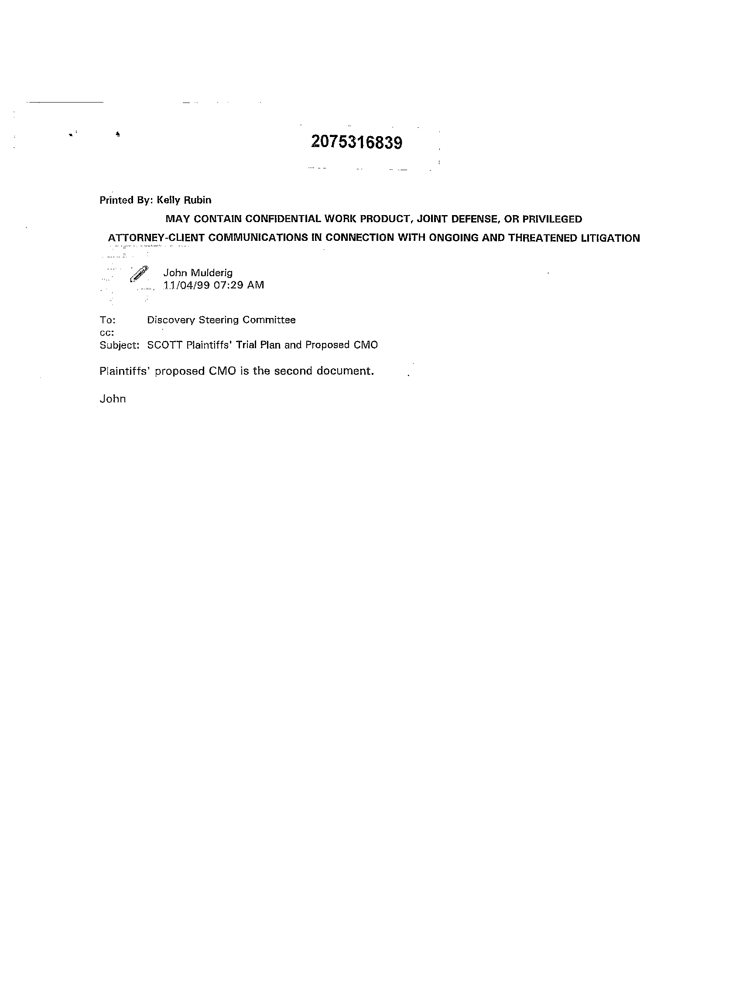 2075316839
Printed By: Kelly Rubin
MAY CONTAIN CONFIDENTIAL WORK PRODUCT, JOINT DEFENSE, OR PRIVILEGED
ATTORNEY-CLIENT COMMUNICATIONS IN CONNECTION WITH ONGOING AND THREATENED LITIGATION
John Mulderig
11/04/99 07:29 AM
To: Discovery Steering Committee
cc:
Subject: SCOTT Plaintiffs' Trial Plan and Proposed CMO
Plaintiffs' proposed CMO is the second document.
John